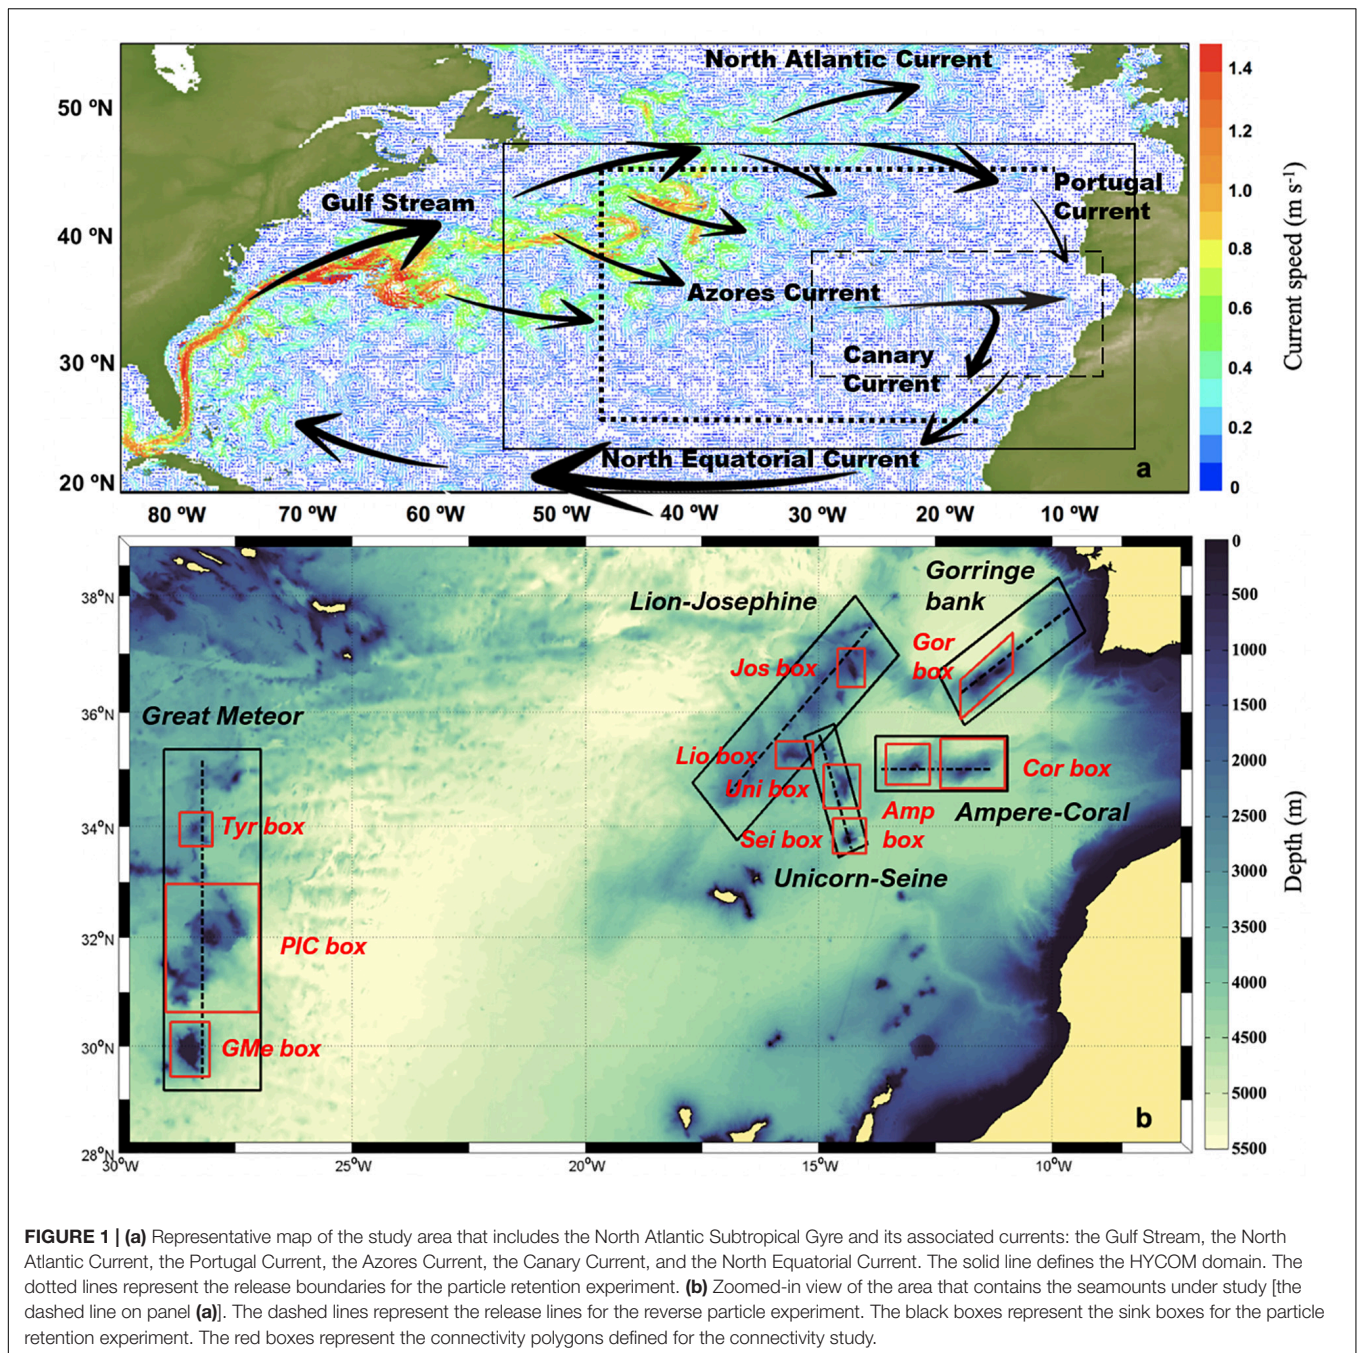 North Atlantic Current
50 ºN
Gulf Stream
Portugal
Current
40 ºN
Azores Current
30 ºN
Canary
Current
North Equatorial Current
20 ºN
a
80 ºW
70 ºW
60 ºW
50 ºW
40 ºW
30 ºW
20 ºW
10 ºW
1.4
1.2
1.0
0.8
0.6
0.4
0.2
0
Current speed (m s-1)
Gorringe
bank
Lion-Josephine
Gor
box
Jos box
Great Meteor
Lio box
Uni box
Cor box
Amp
box
Ampere-Coral
Tyr box
Sei box
Unicorn-Seine
PIC box
GMe box
b
38°N
36°N
34°N
32°N
30°N
28°N
30°W
25°W
20°W
15°W
10°W
0
500
1000
1500
2000
2500
3000
3500
4000
4500
5000
5500
Depth (m)
FIGURE 1 | (a) Representative map of the study area that includes the North Atlantic Subtropical Gyre and its associated currents: the Gulf Stream, the North
Atlantic Current, the Portugal Current, the Azores Current, the Canary Current, and the North Equatorial Current. The solid line defines the HYCOM domain. The
dotted lines represent the release boundaries for the particle retention experiment. (b) Zoomed-in view of the area that contains the seamounts under study [the
dashed line on panel (a)]. The dashed lines represent the release lines for the reverse particle experiment. The black boxes represent the sink boxes for the particle
retention experiment. The red boxes represent the connectivity polygons defined for the connectivity study.